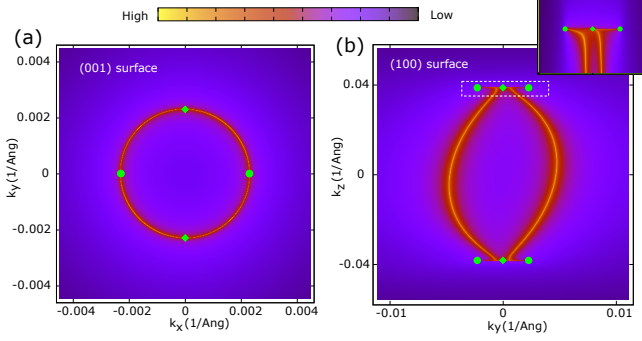 High
Low
(a)
(001) surface
0.004
0.002
0
-0.002
-0.004
ky(1/Ang)
-0.004
-0.002
0
0.002
0.004
kx(1/Ang)
(b)
(100) surface
0.04
0
-0.04
kz(1/Ang)
-0.01
0
0.01
ky(1/Ang)